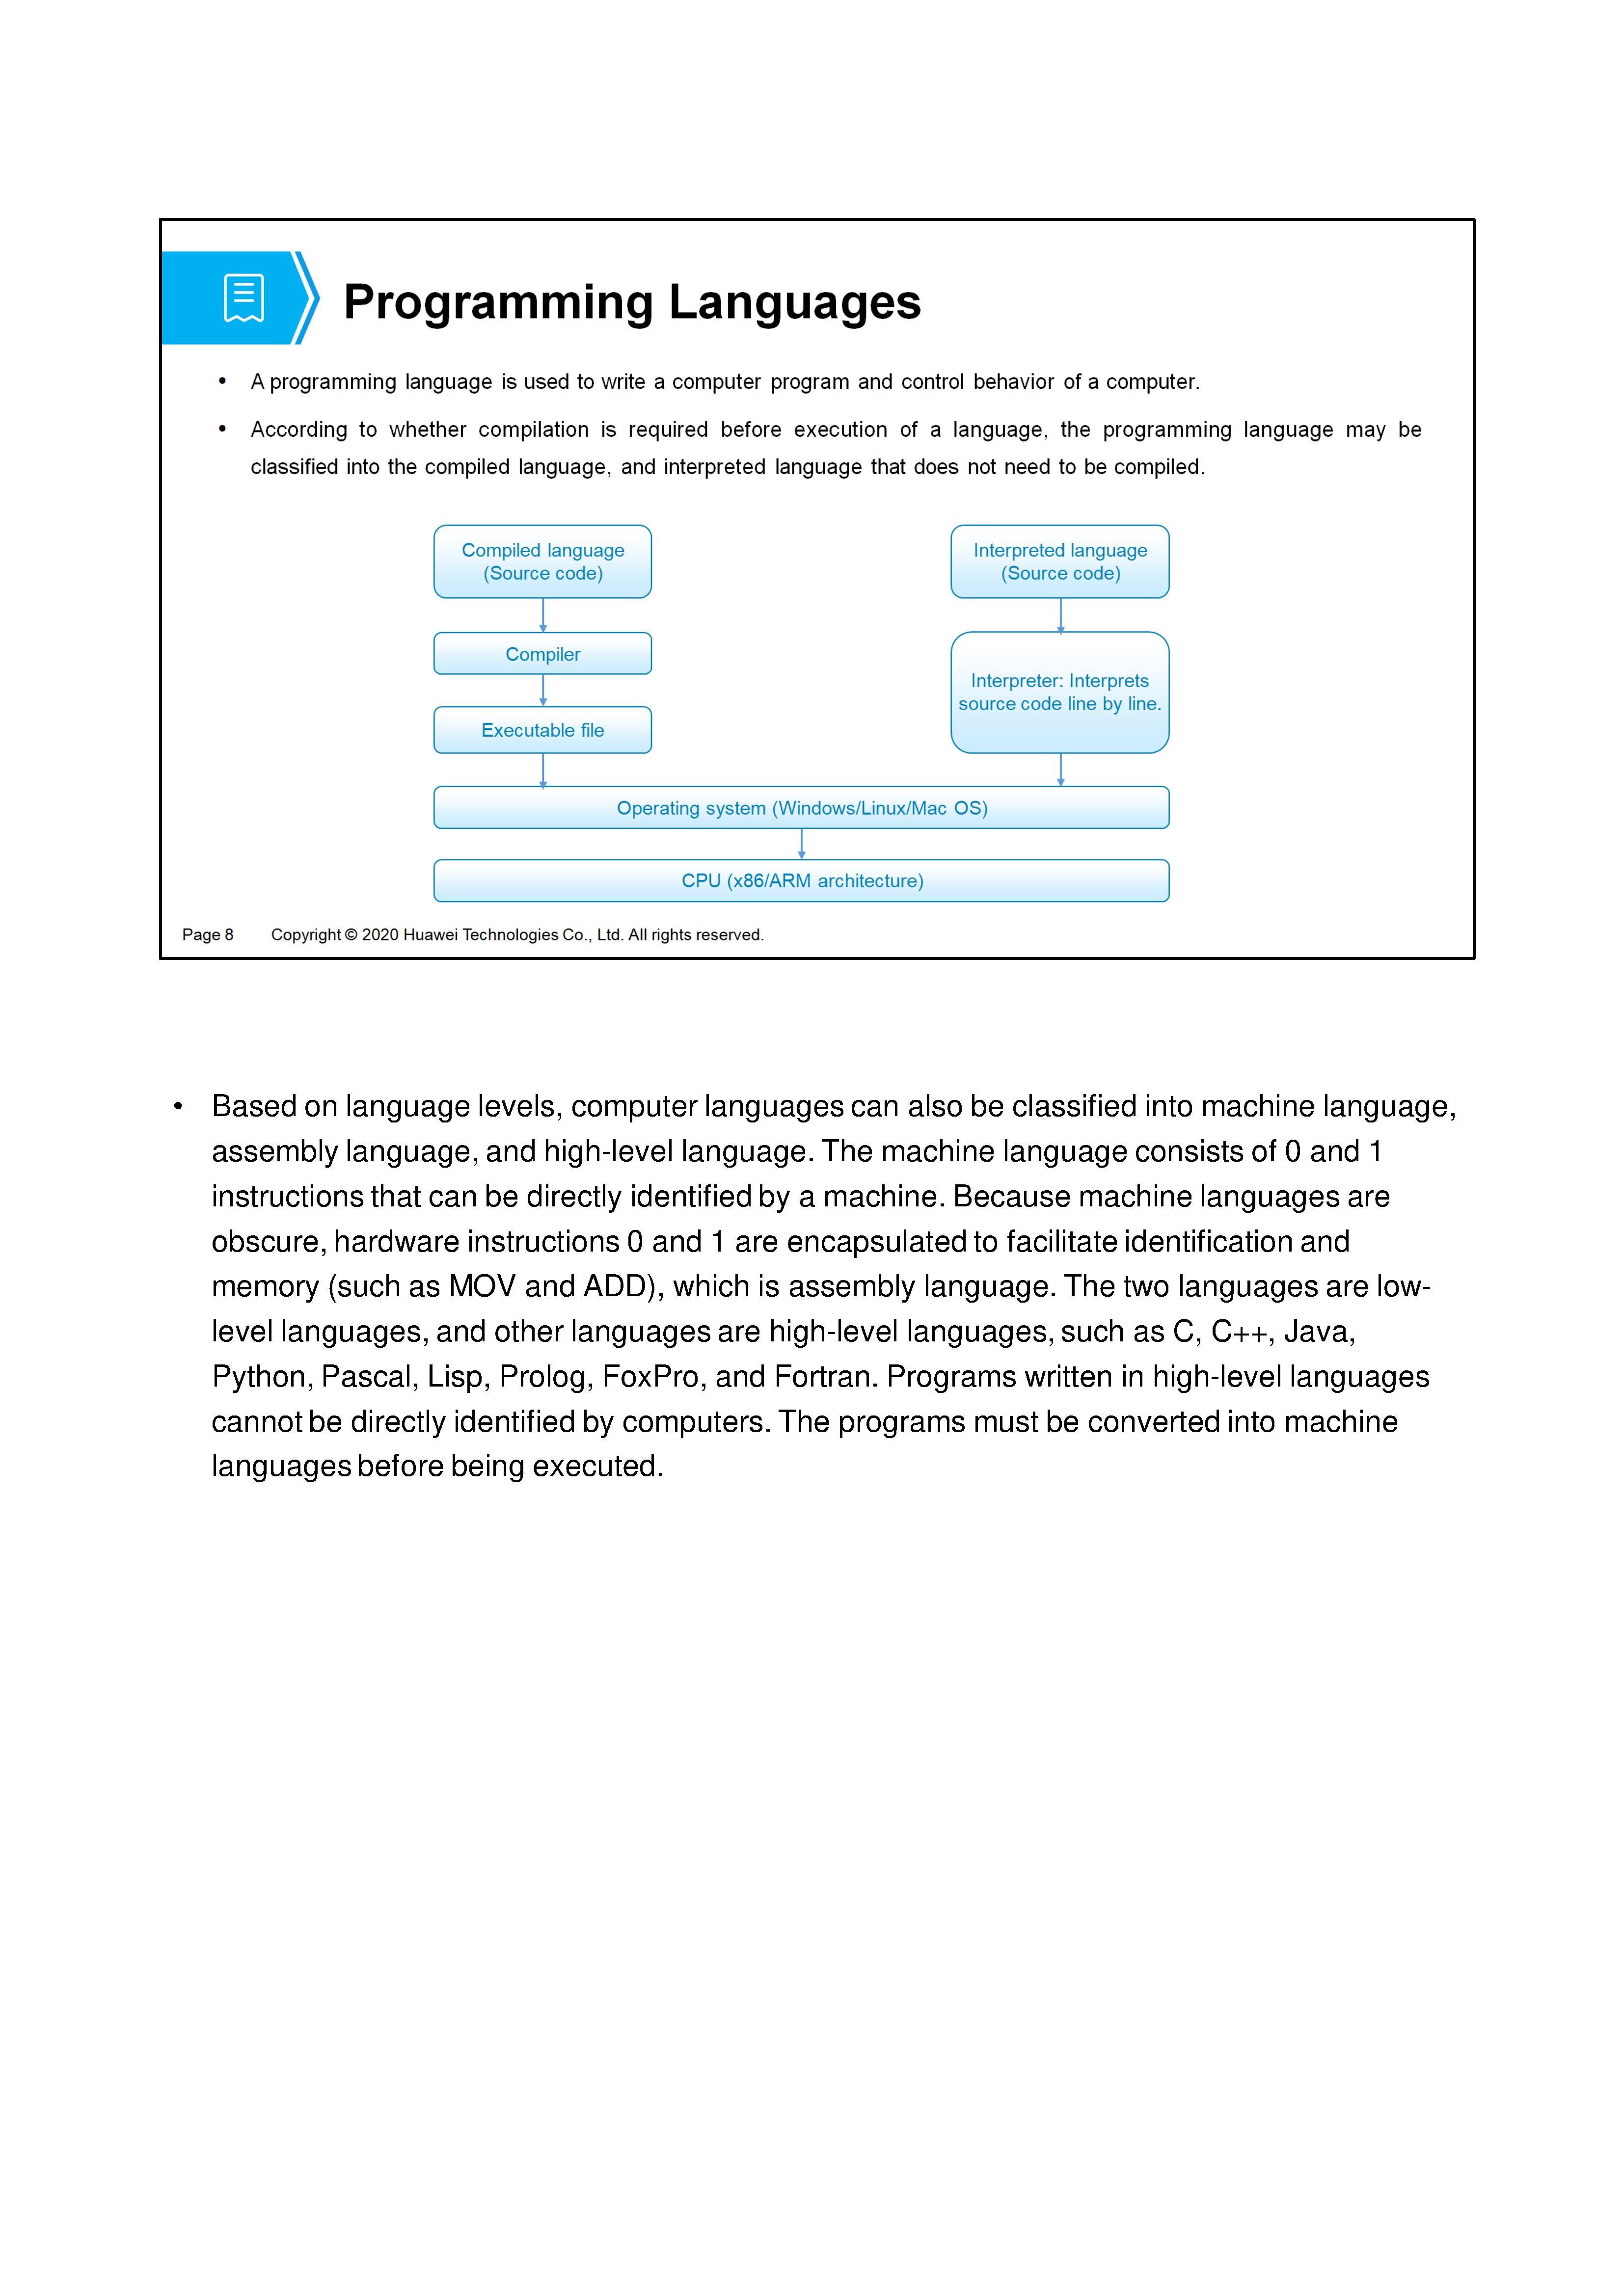 Programming Languages
• A programming language is used to write a computer program and control behavior of a computer.
• According to whether compilation is required before execution of a language, the programming language may be
classified into the compiled language, and interpreted language that does not need to be compiled.
Compiled language
(Source code)
Compiler
Executable file
Interpreted language
(Source code)
Interpreter: Interprets
source code line by line.
Operating system (Windows/Linux/Mac OS)
CPU (x86/ARM architecture)
Page 8 Copyright © 2020 Huawei Technologies Co., Ltd. All rights reserved.
• Based on language levels, computer languages can also be classified into machine language,
assembly language, and high-level language. The machine language consists of 0 and 1
instructions that can be directly identified by a machine. Because machine languages are
obscure, hardware instructions 0 and 1 are encapsulated to facilitate identification and
memory (such as MOV and ADD), which is assembly language. The two languages are low-
level languages, and other languages are high-level languages, such as C, C++, Java,
Python, Pascal, Lisp, Prolog, FoxPro, and Fortran. Programs written in high-level languages
cannot be directly identified by computers. The programs must be converted into machine
languages before being executed.